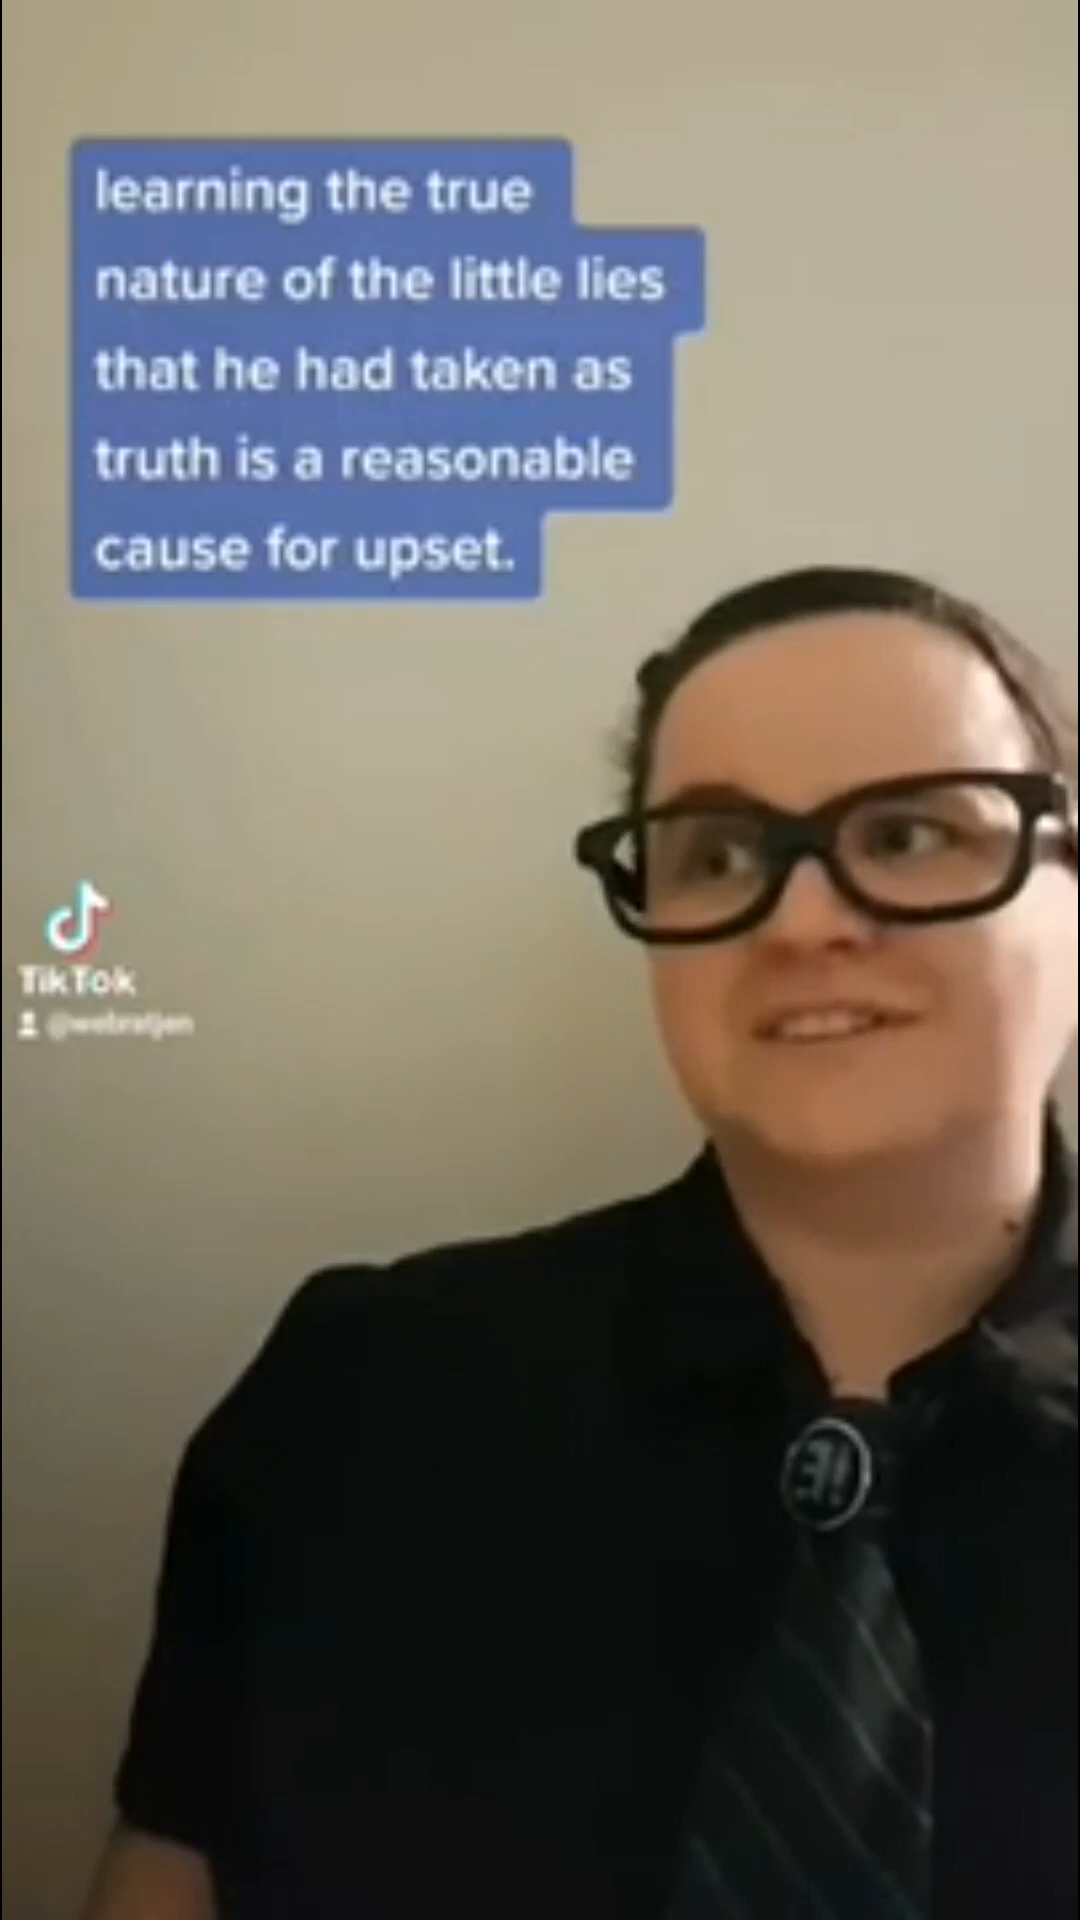 learning the true
nature of the little lies
that he had taken as
truth is a reasonable
cause for upset.
TikTok